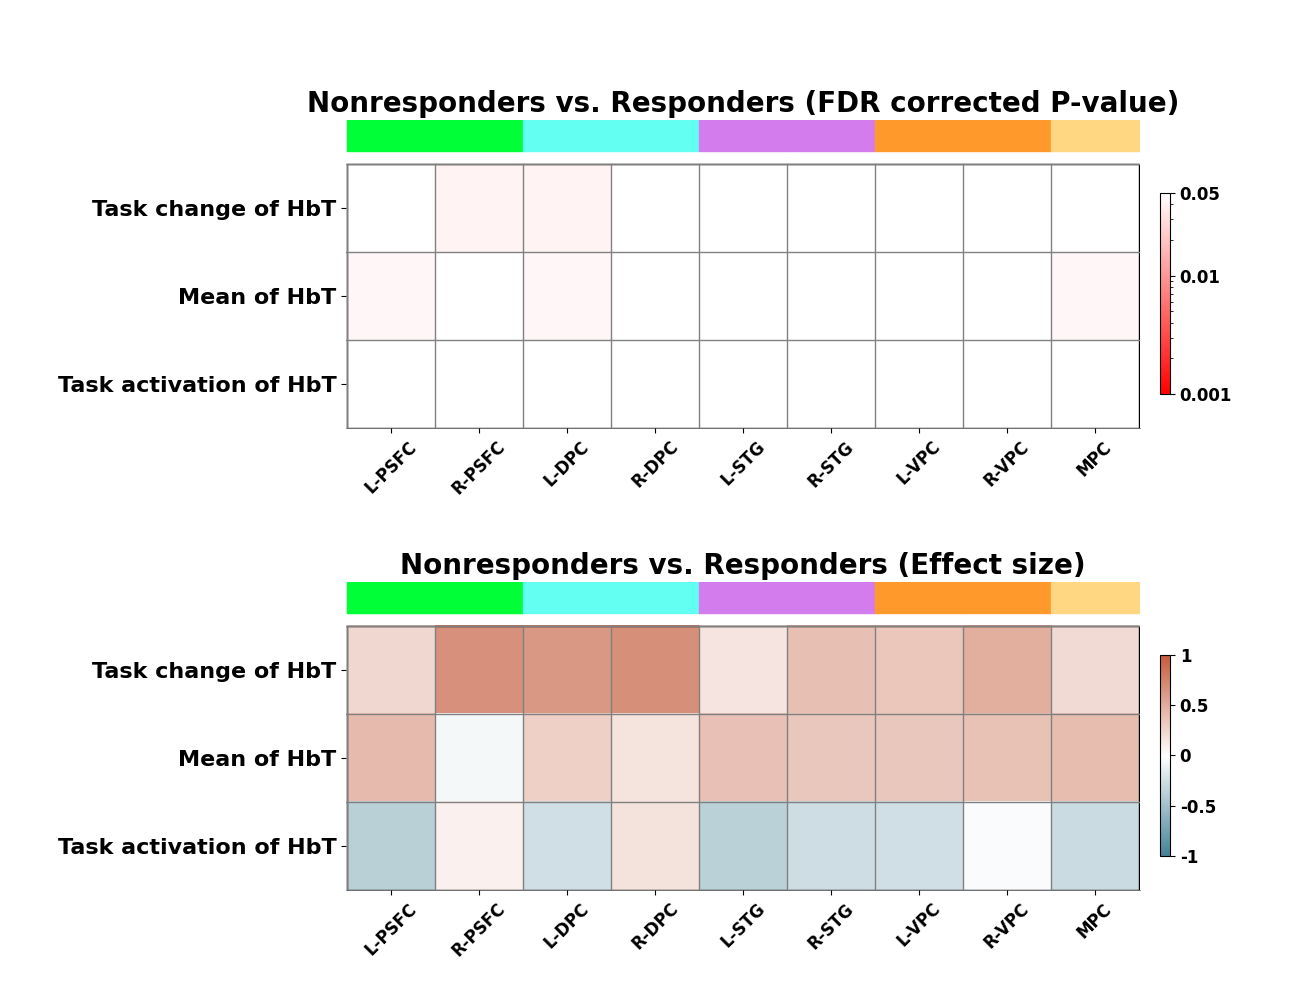 Nonresponders vs. Responders (FDR corrected P-value)
Task change of HbT
Mean of HbT
Task activation of HbT
0.05
0.01
0.001
L-PSFC
R-PSFC
L-DPC
R-DPC
L-STG
R-STG
L-VPC
R-VPC
MPC
Nonresponders vs. Responders (Effect size)
Task change of HbT
Mean of HbT
Task activation of HbT
1
0.5
0
-0.5
-1
L-PSFC
R-PSFC
L-DPC
R-DPC
L-STG
R-STG
L-VPC
R-VPC
MPC